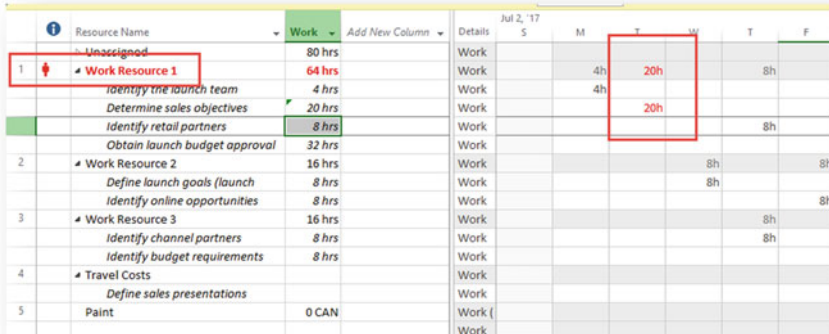 Jul 2, '17
Resource Name Work Add New Column Details S M T W T F
Unassigned 80 hrs Work
1 Work Resource 1 64 hrs Work 4h 20h 8h
Identify the launch team 4 hrs Work 4h
Determine sales objectives 20 hrs Work 20h
Identify retail partners 8 hrs Work 8h
Obtain launch budget approval 32 hrs Work
2 Work Resource 2 16 hrs Work 8h 8h
Define launch goals (launch 8 hrs Work 8h
Identify online opportunities 8 hrs Work 8h
3 Work Resource 3 16 hrs Work 8h
Identify channel partners 8 hrs Work 8h
Identify budget requirements 8 hrs Work
4 Travel Costs Work
Define sales presentations Work
5 Paint 0 CAN Work (
Work